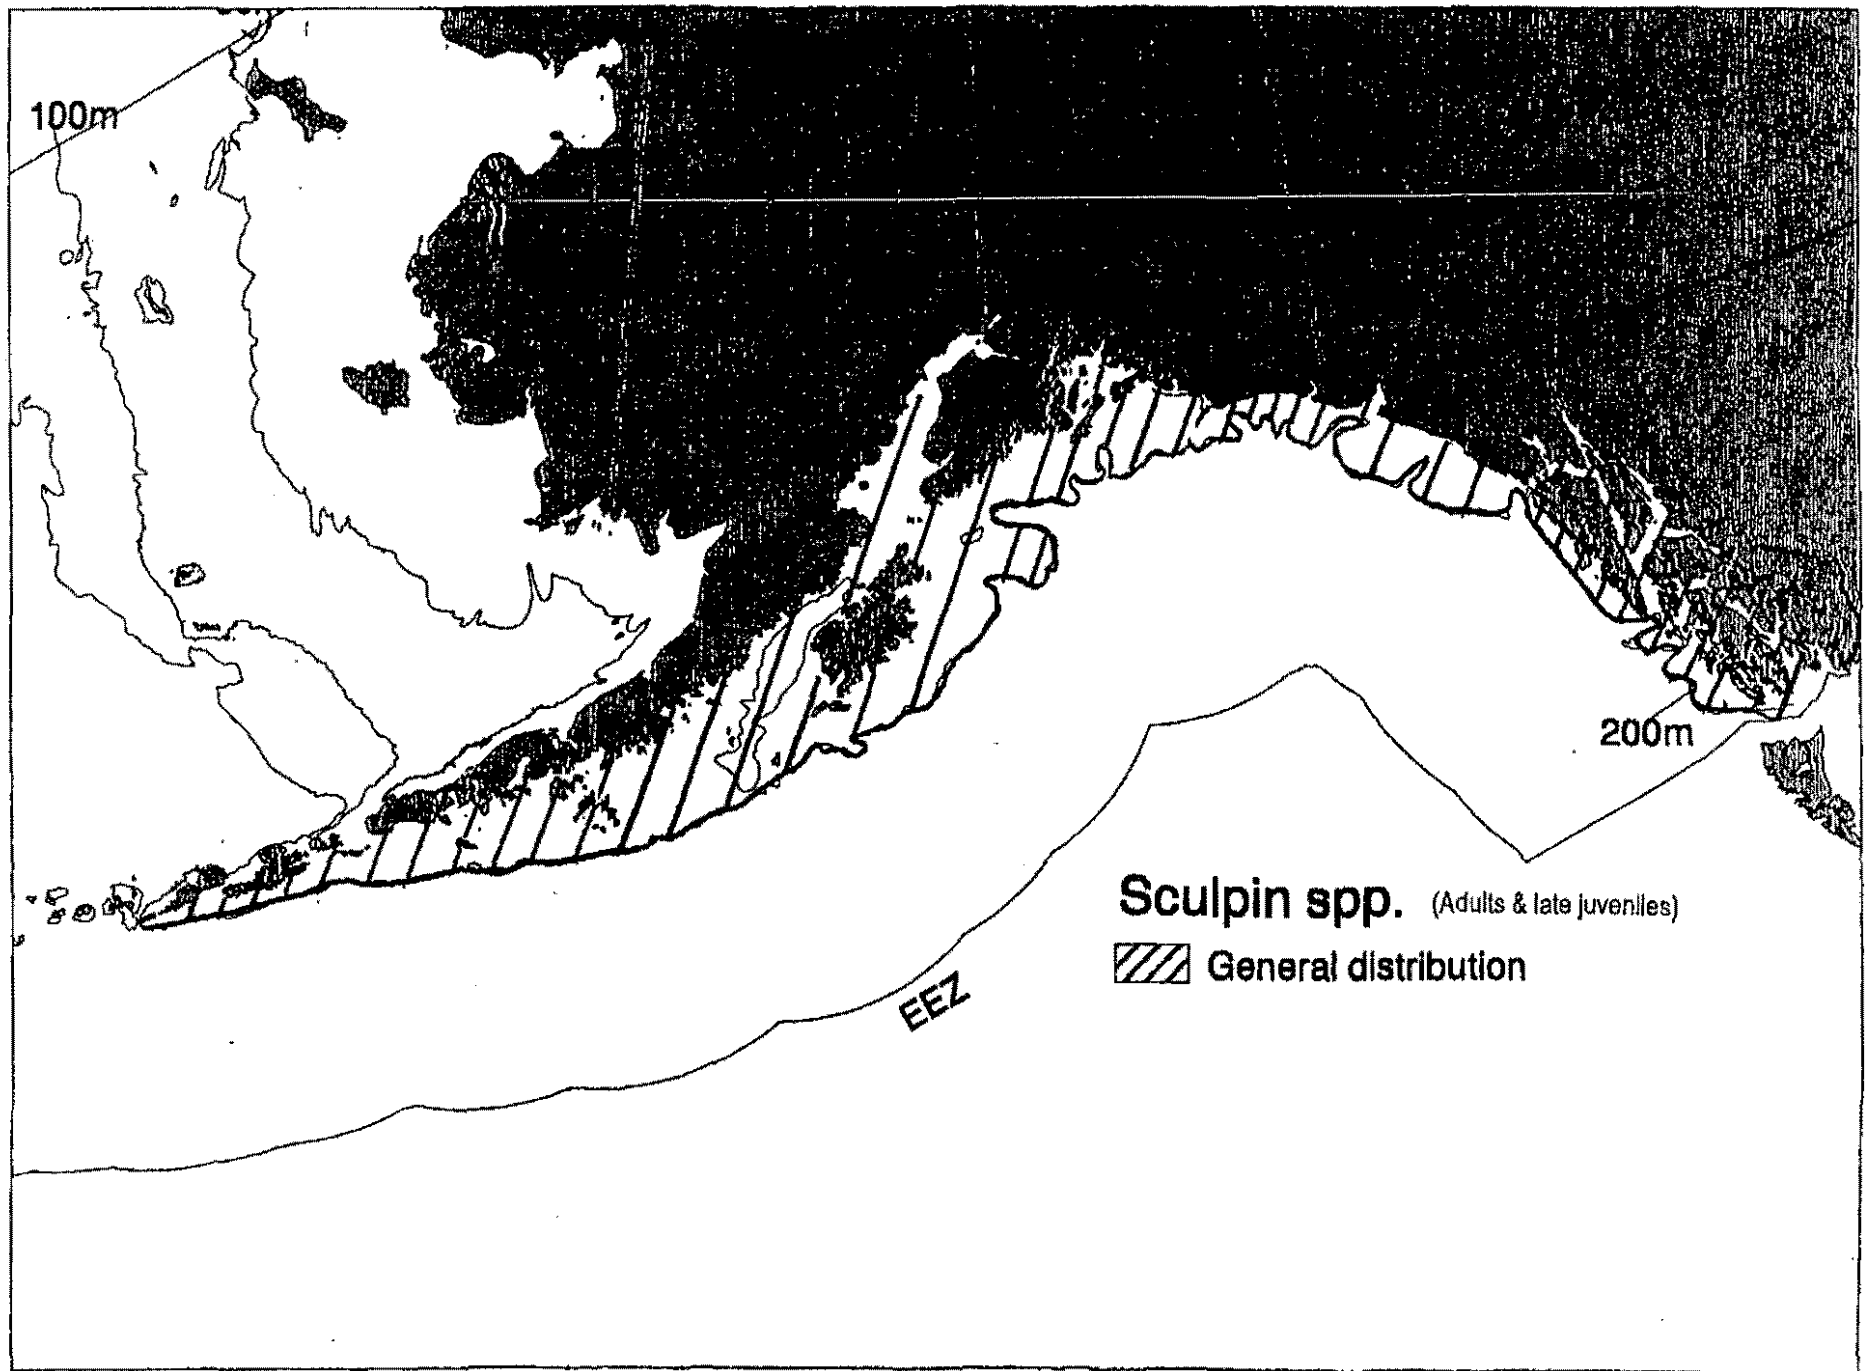 100m
200m
Sculpin spp. (Adults & late juveniles)
General distribution
EEZ